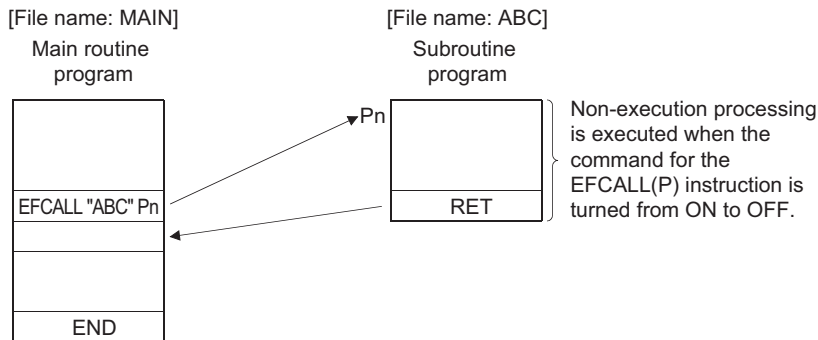 [File name: MAIN]
Main routine
program
EFCALL "ABC" Pn
END
[File name: ABC]
Subroutine
program
Pn
RET
Non-execution processing
is executed when the
command for the
EFCALL(P) instruction is
turned from ON to OFF.